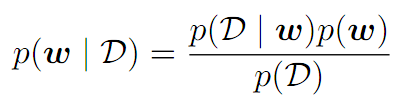 p(w | D) = p(D | w)p(w) / p(D)